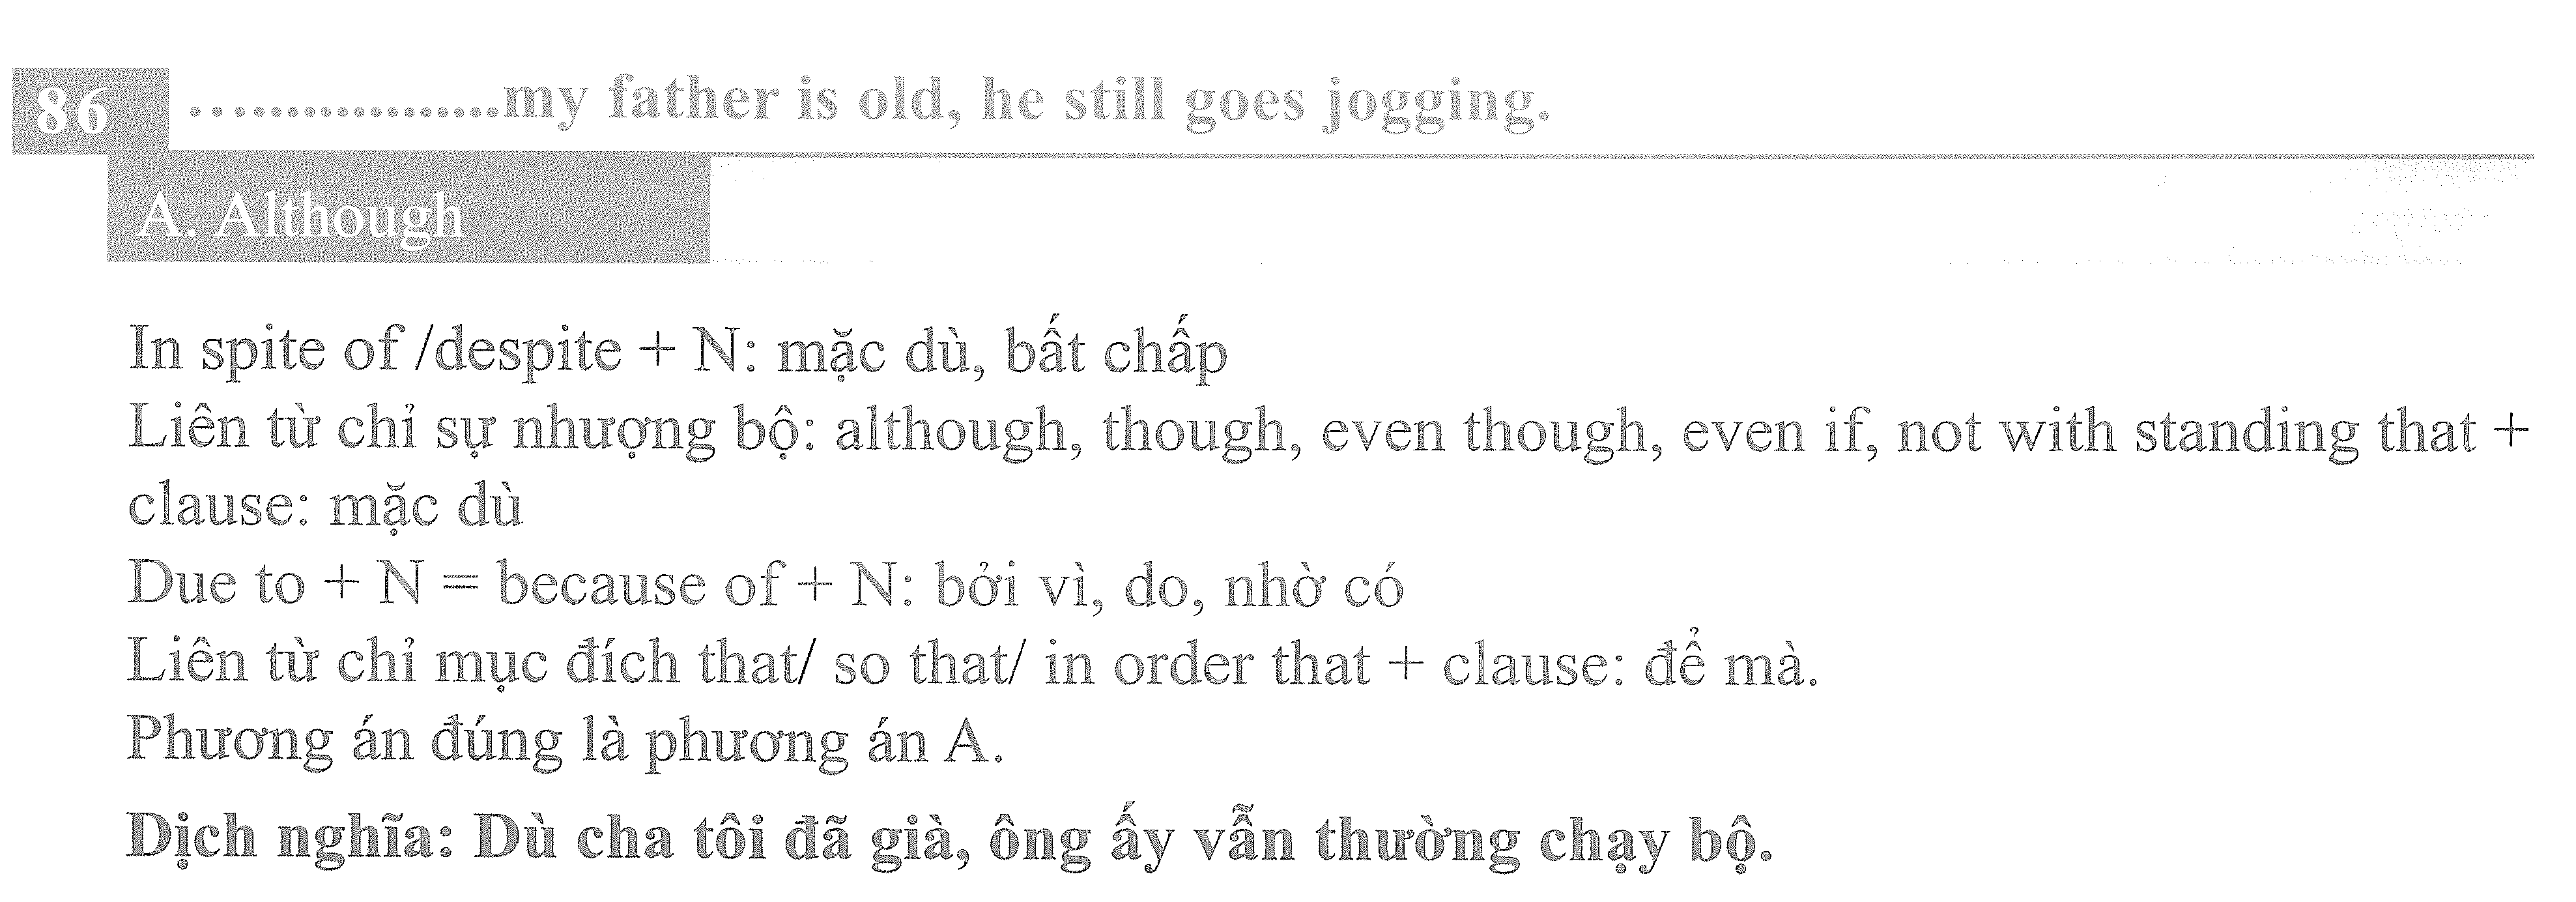 86 ..................my father is old, he still goes jogging.
A. Although
In spite of /despite + N: mặc dù, bất chấp
Liên từ chỉ sự nhượng bộ: although, though, even though, even if, not with standing that +
clause: mặc dù
Due to + N = because of + N: bởi vì, do, nhờ có
Liên từ chỉ mục đích that/ so that/ in order that + clause: để mà.
Phương án đúng là phương án A.
Dịch nghĩa: Dù cha tôi đã già, ông ấy vẫn thường chạy bộ.